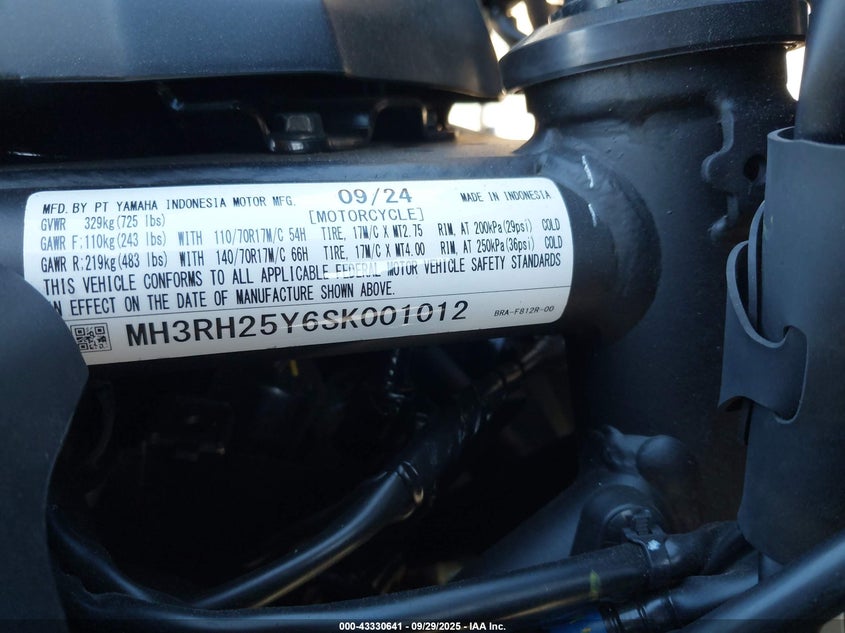 MFD. BY PT YAMAHA INDONESIA MOTOR MFG. 09/24 MADE IN INDONESIA
GVWR 329kg(725 lbs) [MOTORCYCLE]
GAWR F:110kg(243 lbs) WITH 110/70R17M/C 54H TIRE, 17M/C X MT2.75 RIM, AT 200kPa(29psi) COLD
GAWR R:219kg(483 lbs) WITH 140/70R17M/C 66H TIRE, 17M/C X MT4.00 RIM, AT 250kPa(36psi) COLD
THIS VEHICLE CONFORMS TO ALL APPLICABLE FEDERAL MOTOR VEHICLE SAFETY STANDARDS
IN EFFECT ON THE DATE OF MANUFACTURE SHOWN ABOVE.
MH3RH25Y6SK001012 BRA-F812R-00
000-43330641 - 09/29/2025 - IAA Inc.